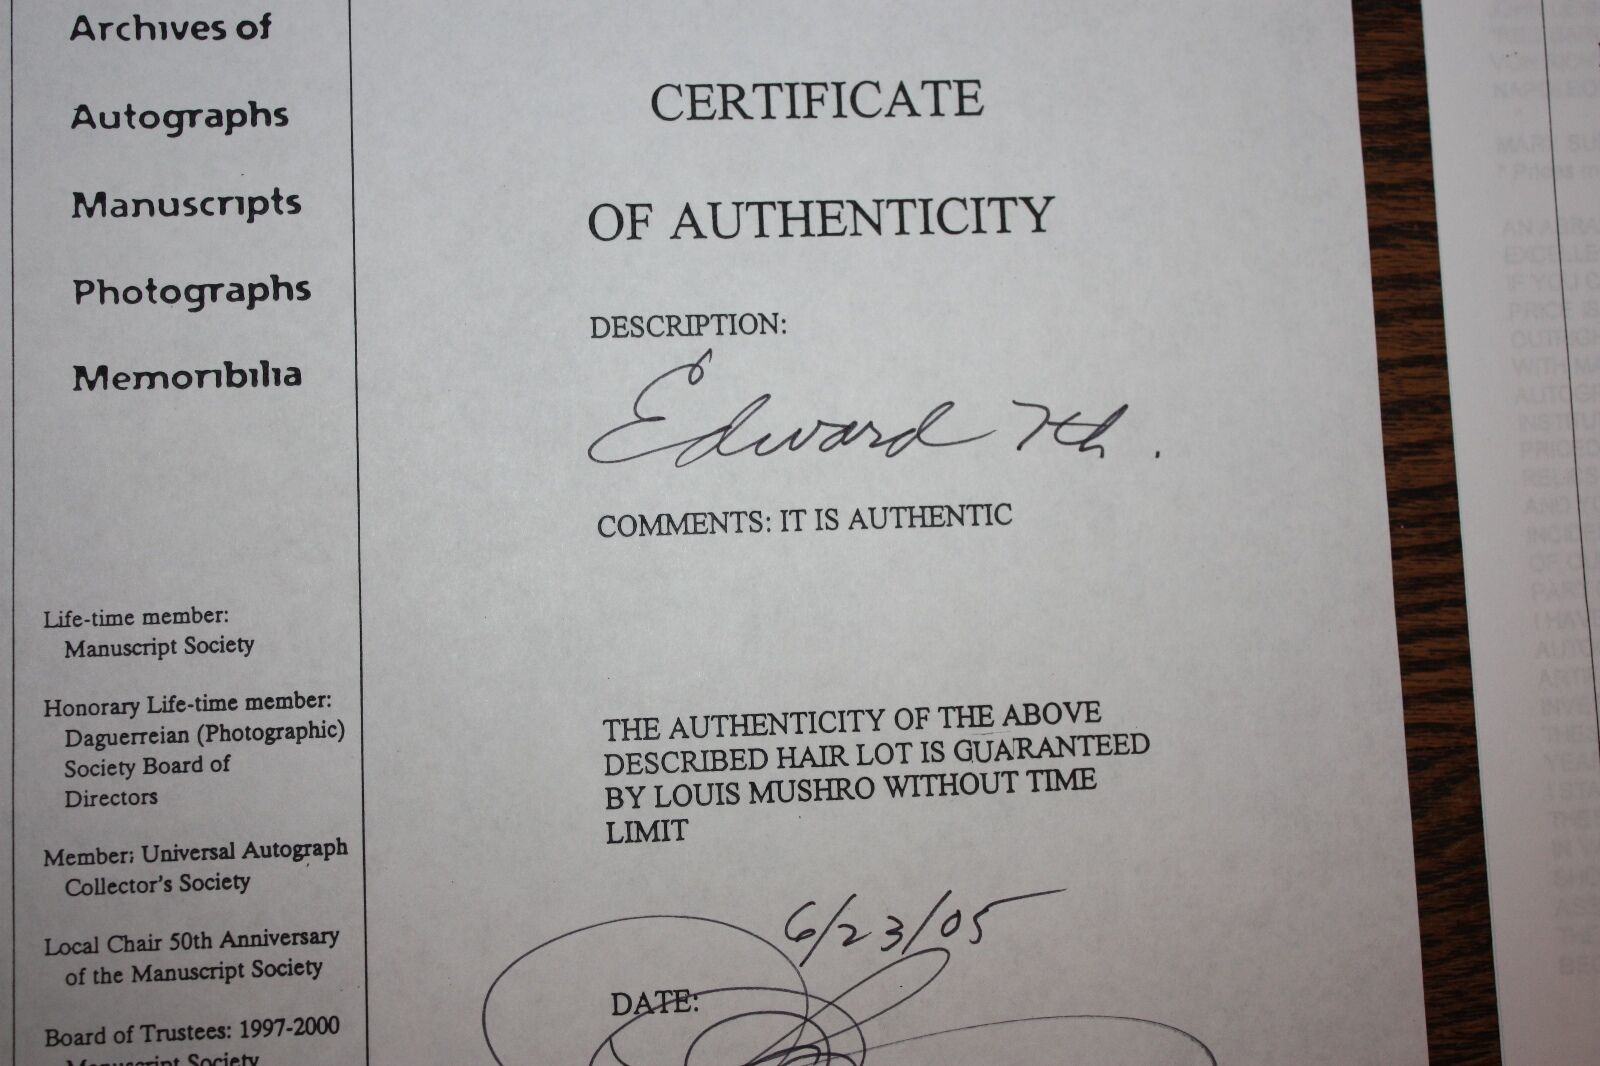 Archives of
Autographs
Manuscripts
Photographs
Memoribilia
Life-time member:
Manuscript Society
Honorary Life-time member:
Daguerreian (Photographic)
Society Board of
Directors
Member; Universal Autograph
Collector's Society
Local Chair 50th Anniversary
of the Manuscript Society
Board of Trustees: 1997-2000
Manuscript Society
CERTIFICATE
OF AUTHENTICITY
DESCRIPTION:
Edward 7th.
COMMENTS: IT IS AUTHENTIC
THE AUTHENTICITY OF THE ABOVE
DESCRIBED HAIR LOT IS GUARANTEED
BY LOUIS MUSHRO WITHOUT TIME
LIMIT
6/23/05
DATE: